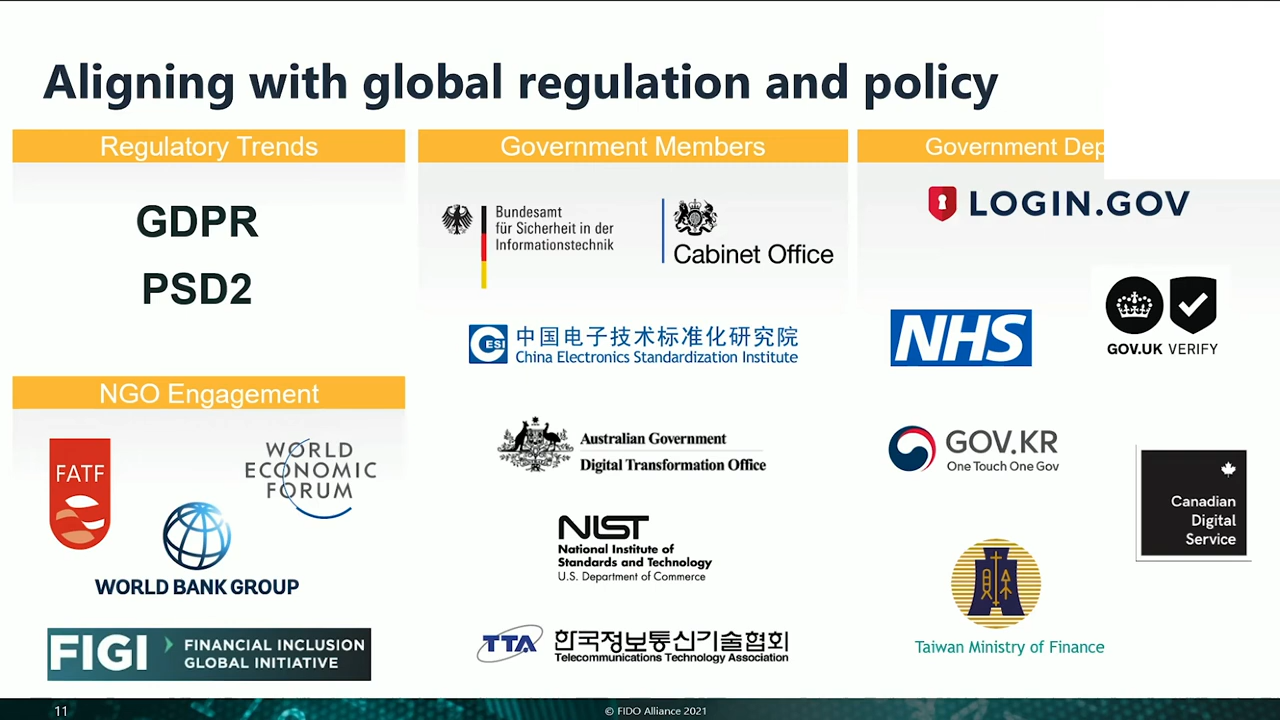 Aligning with global regulation and policy
Regulatory Trends
GDPR
PSD2
NGO Engagement
FATF
WORLD
ECONOMIC
FORUM
WORLD BANK GROUP
FIGI
FINANCIAL INCLUSION
GLOBAL INITIATIVE
Government Members
Bundesamt
für Sicherheit in der
Informationstechnik
Cabinet Office
CESI
中国电子技术标准化研究院
China Electronics Standardization Institute
Australian Government
Digital Transformation Office
NIST
National Institute of
Standards and Technology
U.S. Department of Commerce
TTA
한국정보통신기술협회
Telecommunications Technology Association
Government Dep
LOGIN.GOV
NHS
GOV.UK VERIFY
GOV.KR
One Touch One Gov
Canadian
Digital
Service
Taiwan Ministry of Finance
11
© FIDO Alliance 2021